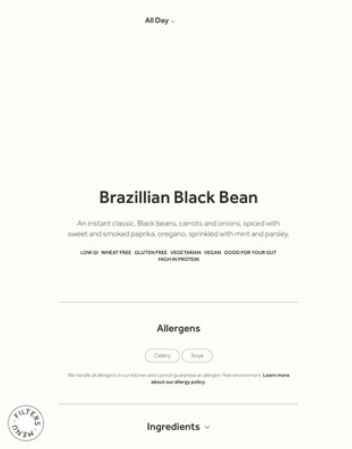 All Day
Brazillian Black Bean
An instant classic. Black beans, carrots and onions, spiced with
sweet and smoked paprika, oregano, sprinkled with mint and parsley.
LOW GI WHEAT FREE GLUTEN FREE VEGETARIAN VEGAN GOOD FOR YOUR GUT
HIGH IN PROTEIN
Allergens
Celery Soya
We handle all allergens in our kitchen and cannot guarantee an allergen-free environment. Learn more
about our allergy policy
FILTERS MENU
Ingredients